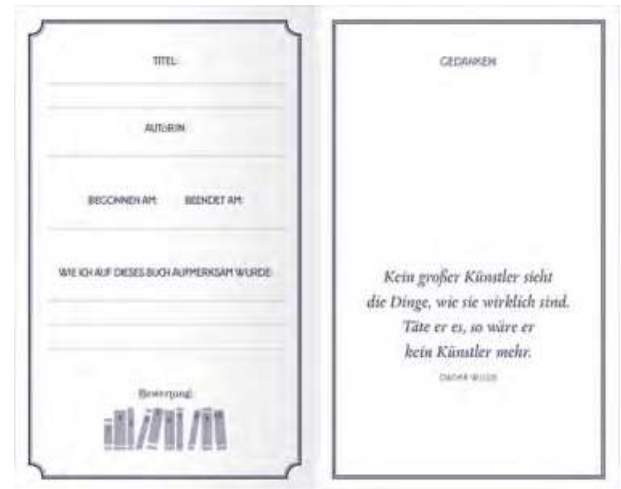 TITEL:
AUTOR:IN:
BEGONNEN AM: BEENDET AM:
WIE ICH AUF DIESES BUCH AUFMERKSAM WURDE:
Bewertung:
GEDANKEN:
Kein großer Künstler sieht
die Dinge, wie sie wirklich sind.
Täte er es, so wäre er
kein Künstler mehr.
OSCAR WILDE